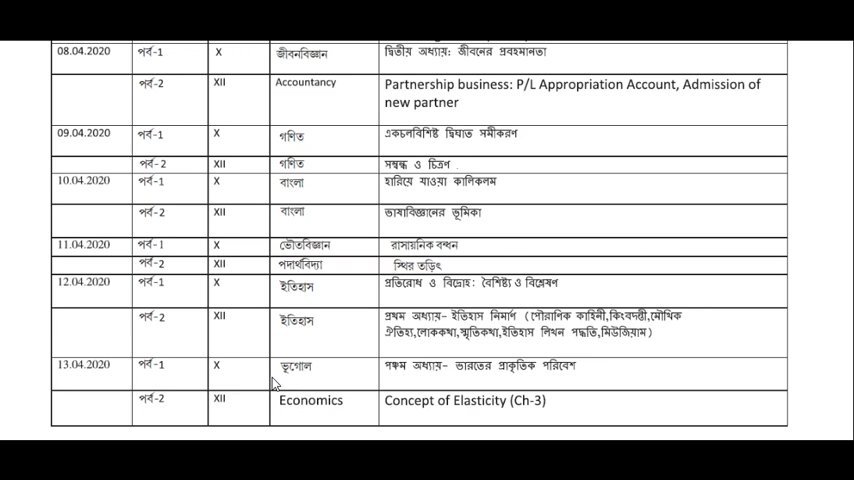 08.04.2020 পর্ব-1 X জীবনবিজ্ঞান দ্বিতীয় অধ্যায়: জীবনের প্রবহমানতা
পর্ব-2 XII Accountancy Partnership business: P/L Appropriation Account, Admission of
new partner
09.04.2020 পর্ব-1 X গণিত একচলবিশিষ্ট দ্বিঘাত সমীকরণ
পর্ব-2 XII গণিত সম্বন্ধ ও চিত্রণ
10.04.2020 পর্ব-1 X বাংলা হারিয়ে যাওয়া কালিকলম
পর্ব-2 XII বাংলা ভাষাবিজ্ঞানের ভূমিকা
11.04.2020 পর্ব-1 X ভৌতবিজ্ঞান রাসায়নিক বন্ধন
পর্ব-2 XII পদার্থবিদ্যা স্থির তড়িৎ
12.04.2020 পর্ব-1 X ইতিহাস প্রতিরোধ ও বিদ্রোহ: বৈশিষ্ট্য ও বিশ্লেষণ
পর্ব-2 XII ইতিহাস প্রথম অধ্যায়- ইতিহাস নির্মাণ (পৌরাণিক কাহিনী,কিংবদন্তী,মৌখিক
ঐতিহ্য,লোককথা,স্মৃতিকথা,ইতিহাস লিখন পদ্ধতি,মিউজিয়াম)
13.04.2020 পর্ব-1 X ভূগোল পঞ্চম অধ্যায়- ভারতের প্রাকৃতিক পরিবেশ
পর্ব-2 XII Economics Concept of Elasticity (Ch-3)